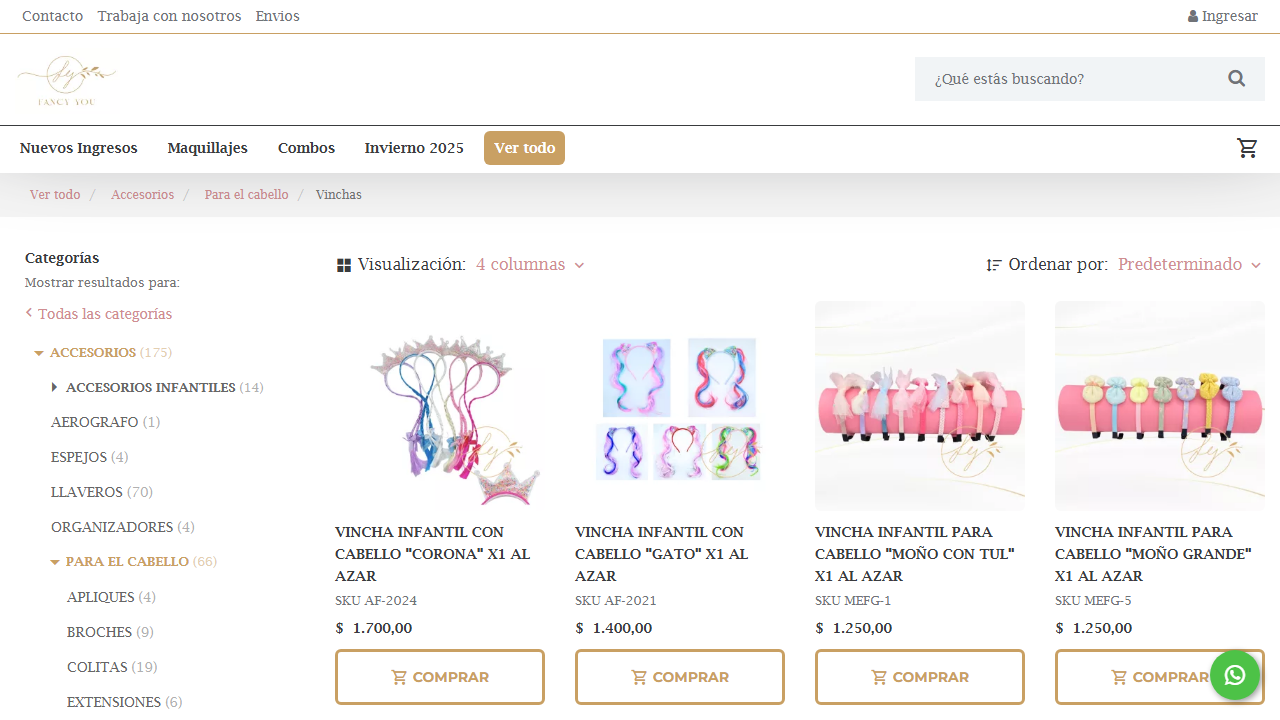 Contacto Trabaja con nosotros Envios Ingresar
fy
FANCY YOU
¿Qué estás buscando?
Nuevos Ingresos Maquillajes Combos Invierno 2025 Ver todo
Ver todo / Accesorios / Para el cabello / Vinchas
Categorías
Mostrar resultados para:
Todas las categorías
ACCESORIOS (175)
ACCESORIOS INFANTILES (14)
AEROGRAFO (1)
ESPEJOS (4)
LLAVEROS (70)
ORGANIZADORES (4)
PARA EL CABELLO (66)
APLIQUES (4)
BROCHES (9)
COLITAS (19)
EXTENSIONES (6)
Visualización: 4 columnas
Ordenar por: Predeterminado
VINCHA INFANTIL CON
CABELLO "CORONA" X1 AL
AZAR
SKU AF-2024
$ 1.700,00
COMPRAR
VINCHA INFANTIL CON
CABELLO "GATO" X1 AL
AZAR
SKU AF-2021
$ 1.400,00
COMPRAR
VINCHA INFANTIL PARA
CABELLO "MOÑO CON TUL"
X1 AL AZAR
SKU MEFG-1
$ 1.250,00
COMPRAR
VINCHA INFANTIL PARA
CABELLO "MOÑO GRANDE"
X1 AL AZAR
SKU MEFG-5
$ 1.250,00
COMPRAR